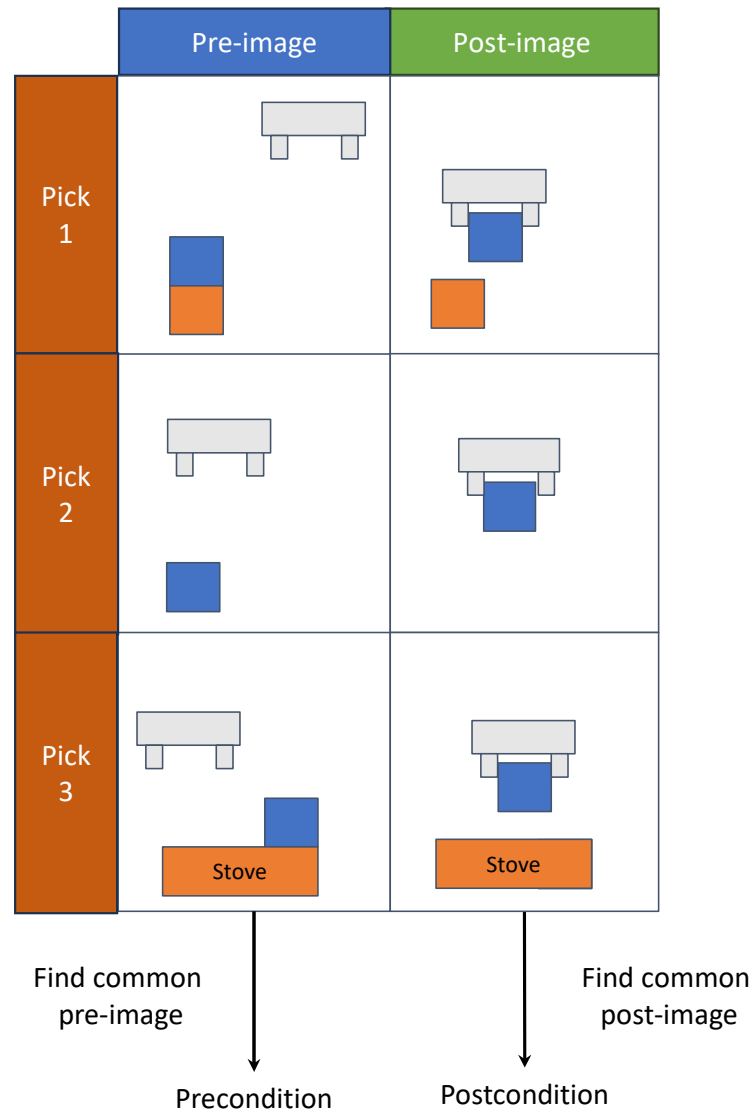 Pre-image
Post-image
Pick
1
Pick
2
Pick
3
Stove
Stove
Find common
pre-image
Find common
post-image
Precondition
Postcondition